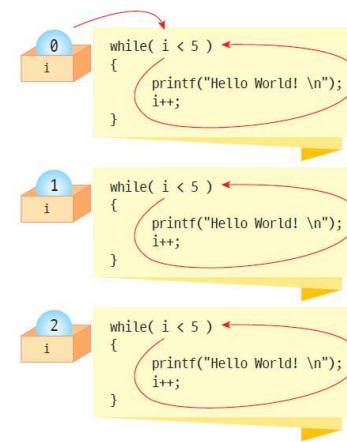 0
i
while( i < 5 )
{
printf("Hello World! \n");
i++;
}
1
i
while( i < 5 )
{
printf("Hello World! \n");
i++;
}
2
i
while( i < 5 )
{
printf("Hello World! \n");
i++;
}